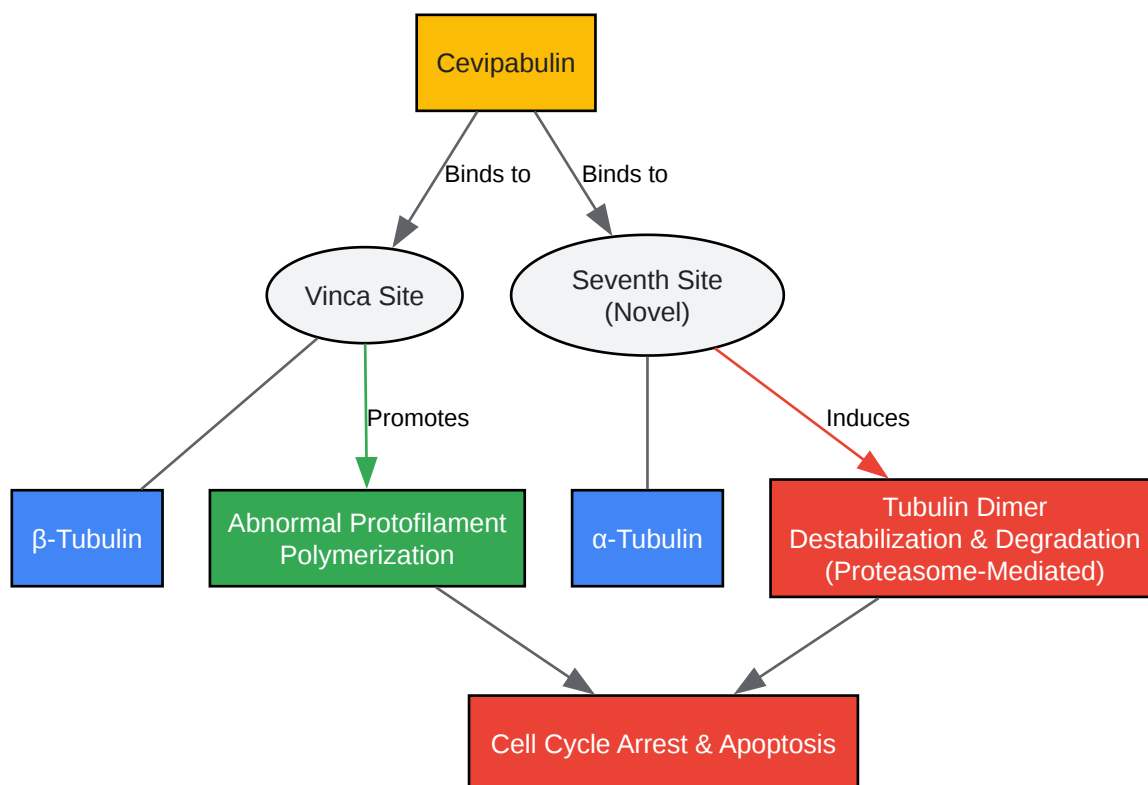 Cevipabulin
Binds to
Binds to
Vinca Site
Seventh Site
(Novel)
Promotes
Induces
β-Tubulin
Abnormal Protofilament
Polymerization
α-Tubulin
Tubulin Dimer
Destabilization & Degradation
(Proteasome-Mediated)
Cell Cycle Arrest & Apoptosis